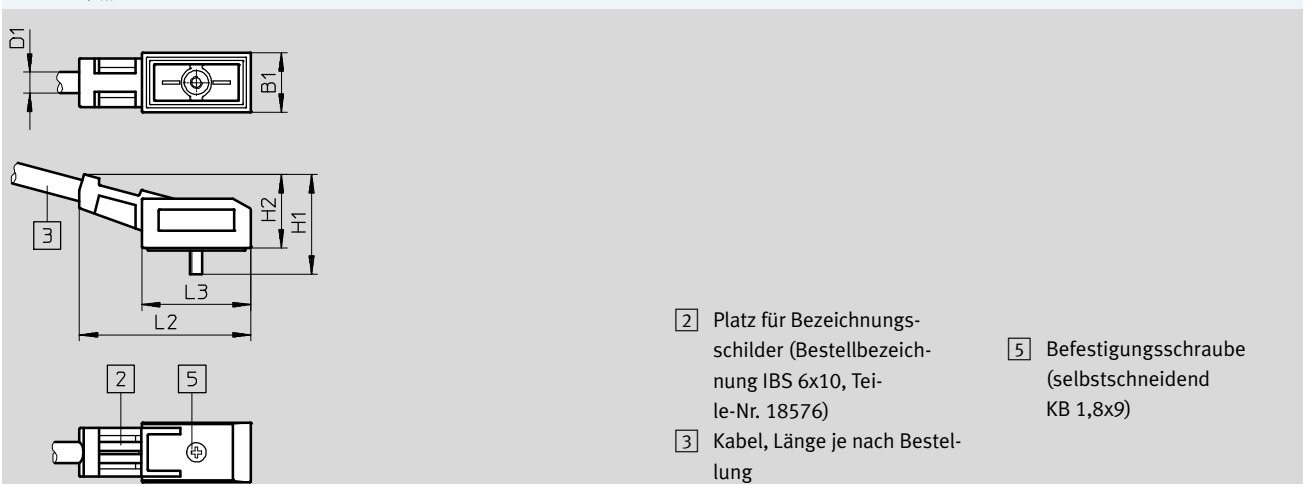 D1
B1
H2
H1
3
L3
L2
2
5
2 Platz für Bezeichnungs-
schilder (Bestellbezeich-
nung IBS 6x10, Tei-
le-Nr. 18576)
3 Kabel, Länge je nach Bestel-
lung
5 Befestigungsschraube
(selbstschneidend
KB 1,8x9)